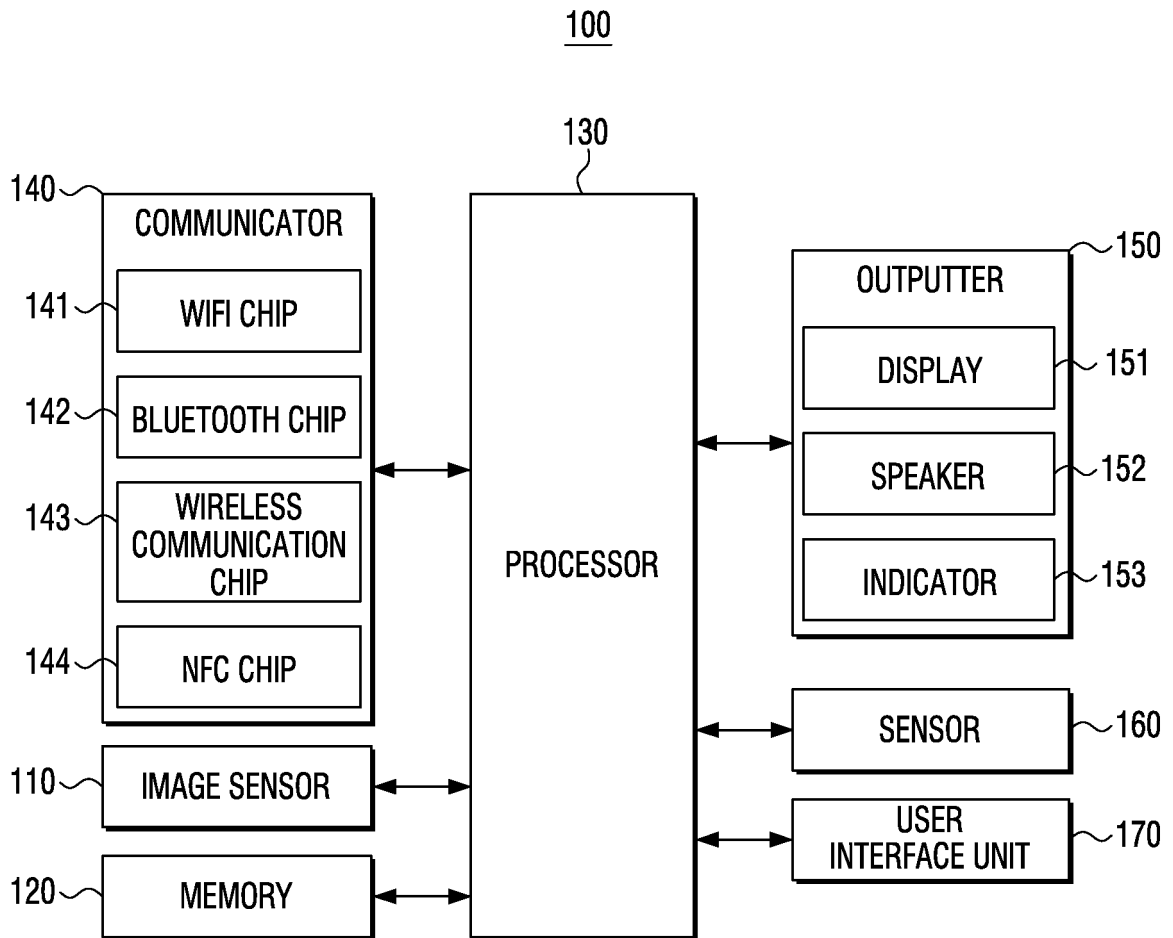 100
130
140
COMMUNICATOR
141
WIFI CHIP
142
BLUETOOTH CHIP
143
WIRELESS
COMMUNICATION
CHIP
144
NFC CHIP
110
IMAGE SENSOR
120
MEMORY
PROCESSOR
150
OUTPUTTER
DISPLAY
151
SPEAKER
152
INDICATOR
153
SENSOR
160
USER
INTERFACE UNIT
170